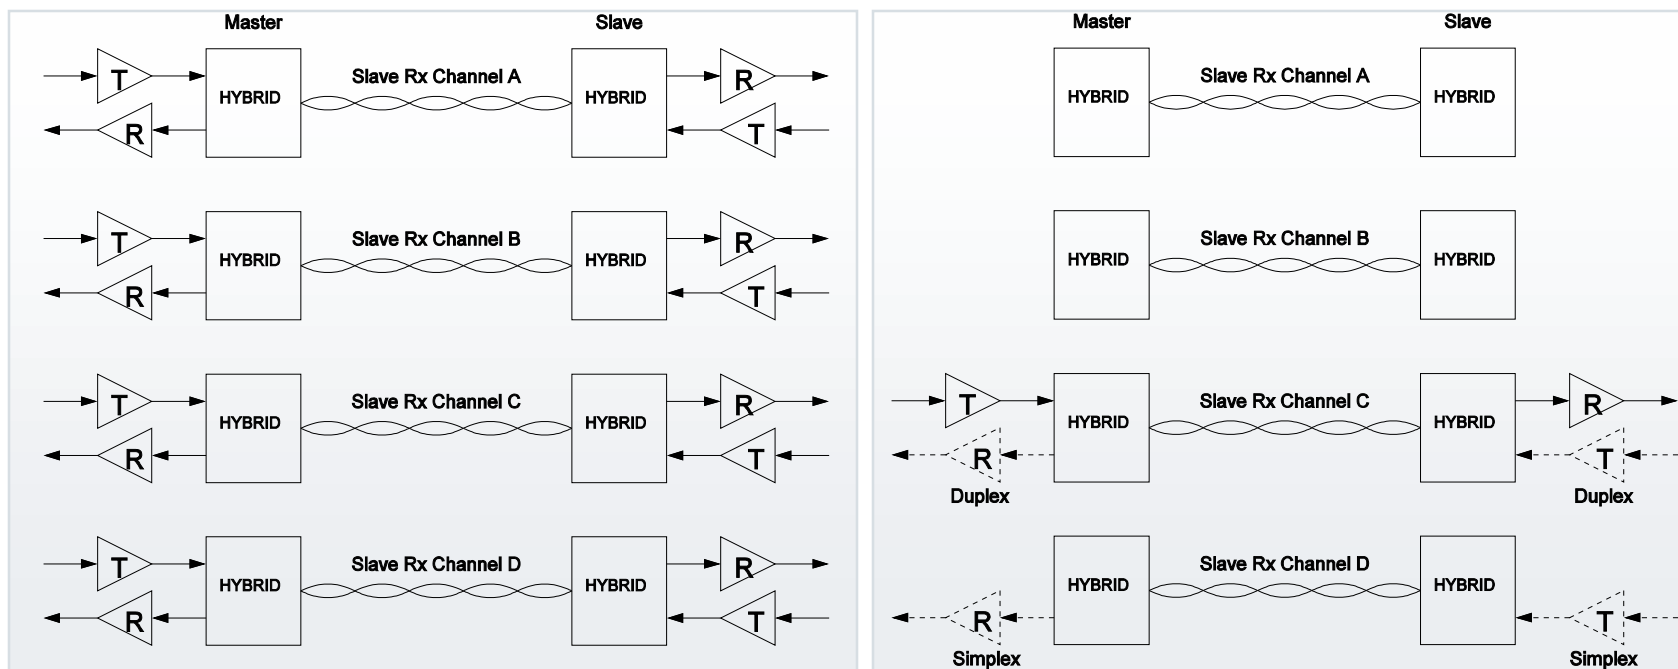 Master Slave
T Slave Rx Channel A R
HYBRID HYBRID
R T
T Slave Rx Channel B R
HYBRID HYBRID
R T
T Slave Rx Channel C R
HYBRID HYBRID
R T
T Slave Rx Channel D R
HYBRID HYBRID
R T
Master Slave
Slave Rx Channel A
HYBRID HYBRID
Slave Rx Channel B
HYBRID HYBRID
T Slave Rx Channel C R
HYBRID HYBRID
R T
Duplex Duplex
Slave Rx Channel D
HYBRID HYBRID
R T
Simplex Simplex